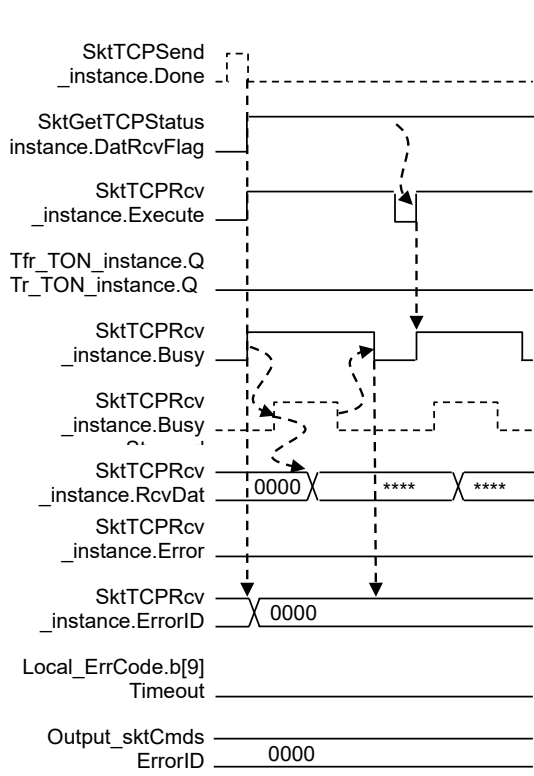 SktTCPSend
_instance.Done
SktGetTCPStatus
instance.DatRcvFlag
SktTCPRcv
_instance.Execute
Tfr_TON_instance.Q
Tr_TON_instance.Q
SktTCPRcv
_instance.Busy
SktTCPRcv
_instance.Busy
SktTCPRcv
_instance.RcvDat
0000
****
****
SktTCPRcv
_instance.Error
SktTCPRcv
_instance.ErrorID
0000
Local_ErrCode.b[9]
Timeout
Output_sktCmds
ErrorID
0000